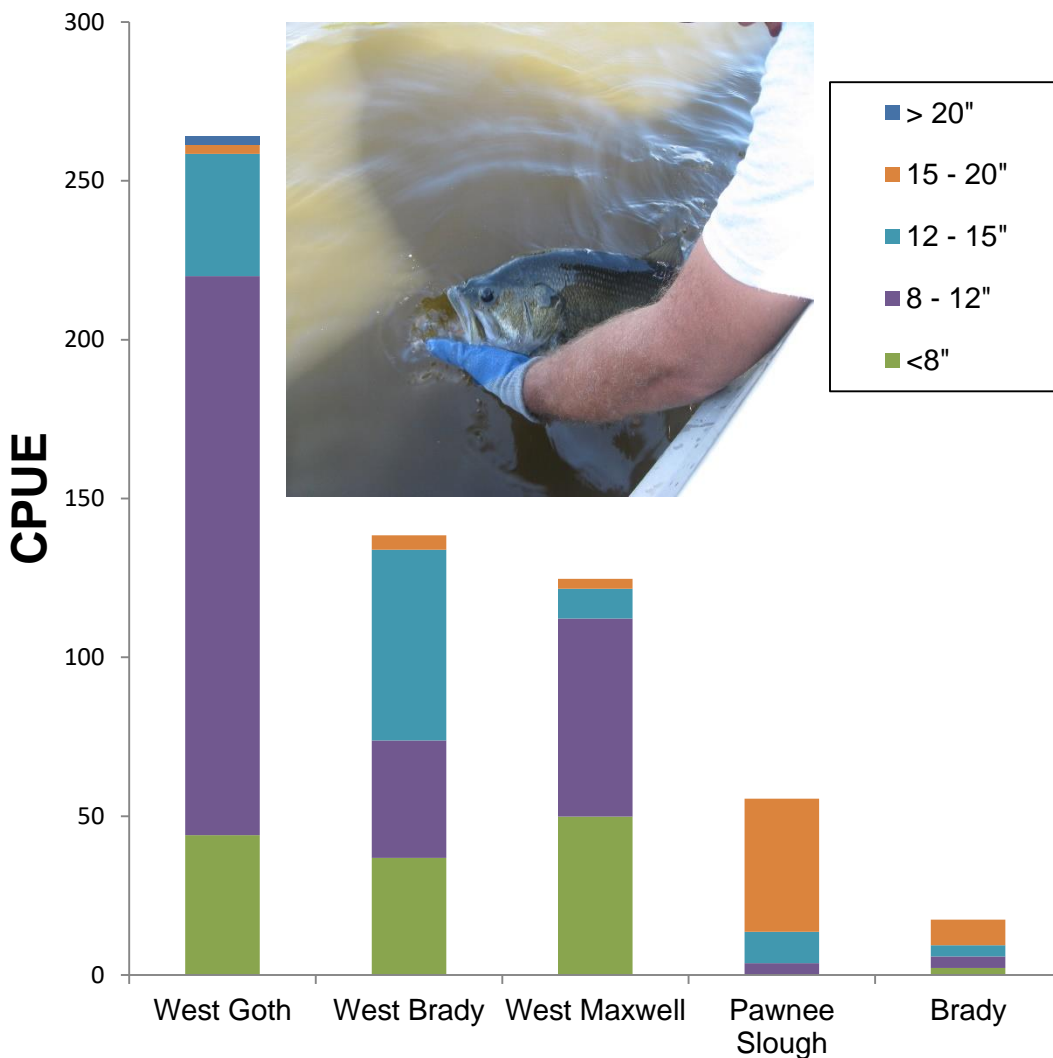 300
250
200
150
100
50
0
CPUE
> 20"
15 - 20"
12 - 15"
8 - 12"
<8"
West Goth
West Brady
West Maxwell
Pawnee
Slough
Brady